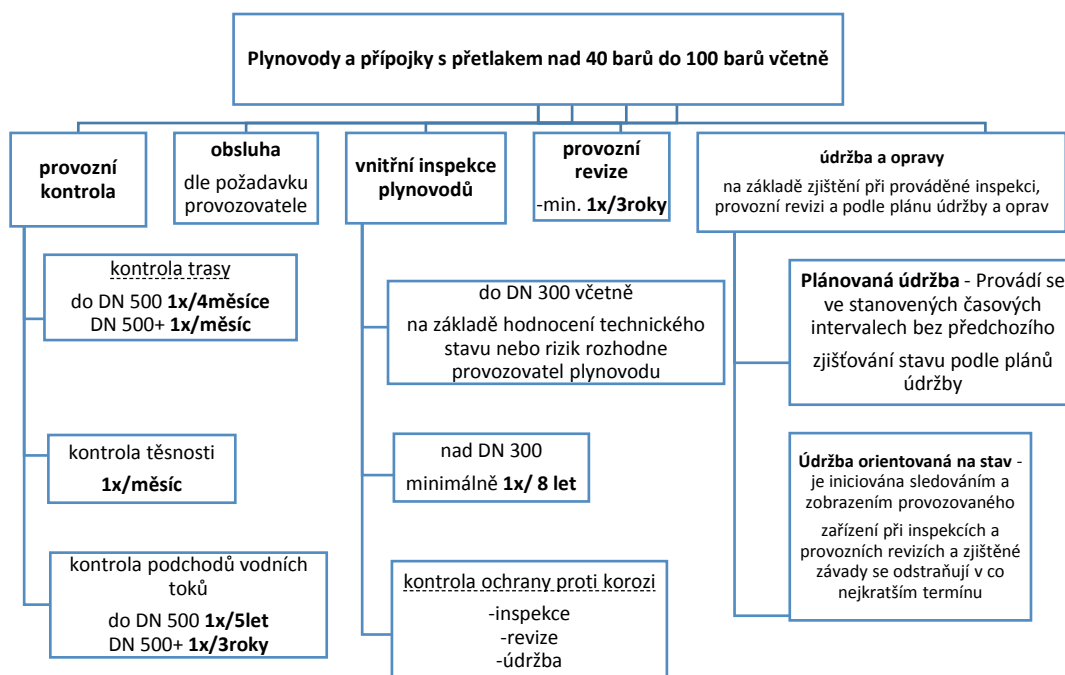 Plynovody a přípojky s přetlakem nad 40 barů do 100 barů včetně
provozní
kontrola
obsluha
dle požadavku
provozovatele
vnitřní inspekce
plynovodů
provozní
revize
-min. 1x/3roky
údržba a opravy
na základě zjištění při prováděné inspekci,
provozní revizi a podle plánu údržby a oprav
kontrola trasy
do DN 500 1x/4měsíce
DN 500+ 1x/měsíc
kontrola těsnosti
1x/měsíc
kontrola podchodů vodních
toků
do DN 500 1x/5let
DN 500+ 1x/3roky
do DN 300 včetně
na základě hodnocení technického
stavu nebo rizik rozhodne
provozovatel plynovodu
nad DN 300
minimálně 1x/ 8 let
kontrola ochrany proti korozi
-inspekce
-revize
-údržba
Plánovaná údržba - Provádí se
ve stanovených časových
intervalech bez předchozího
zjišťování stavu podle plánů
údržby
Údržba orientovaná na stav -
je iniciována sledováním a
zobrazením provozovaného
zařízení při inspekcích a
provozních revizích a zjištěné
závady se odstraňují v co
nejkratším termínu